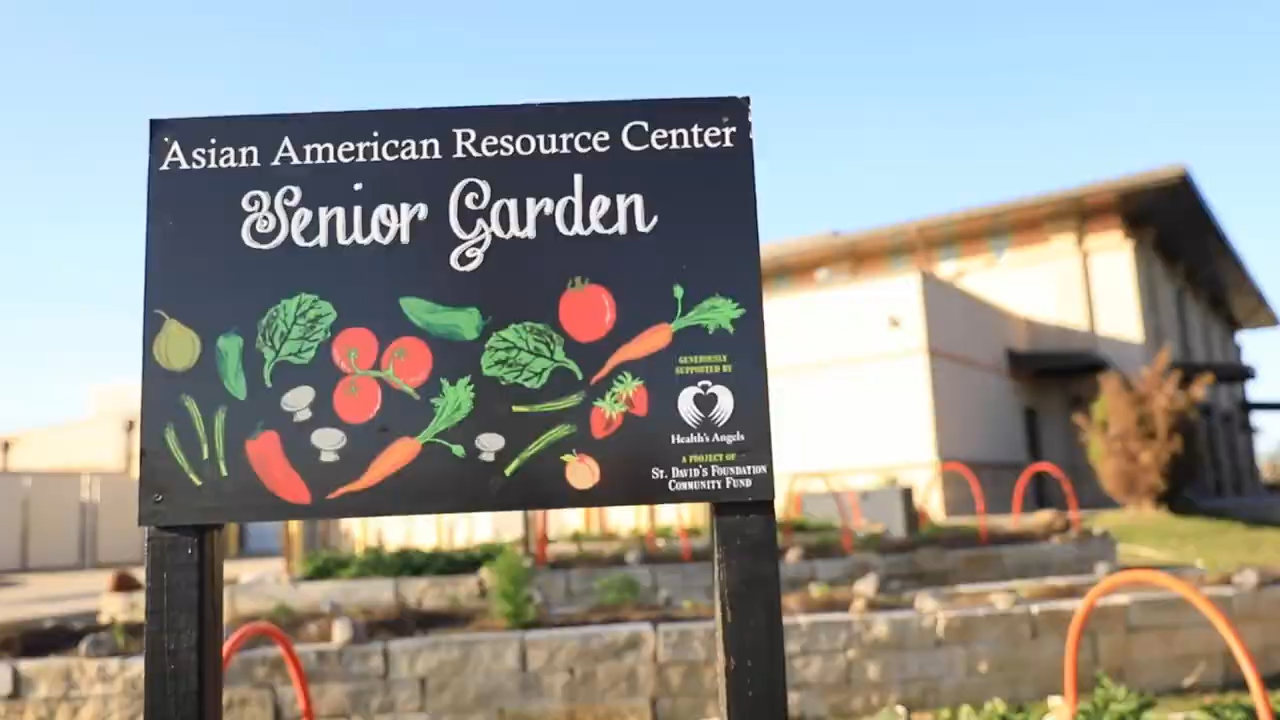 Asian American Resource Center
Senior Garden
GENEROUSLY
SUPPORTED BY
Health's Angels
A PROJECT OF
ST. DAVID'S FOUNDATION
COMMUNITY FUND